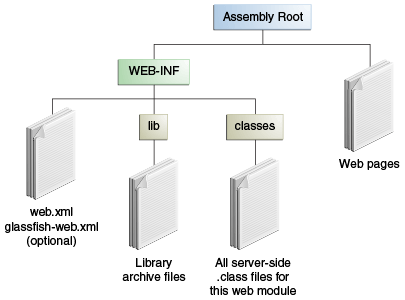 Assembly Root
WEB-INF
lib
classes
Web pages
web.xml
glassfish-web.xml
(optional)
Library
archive files
All server-side
.class files for
this web module